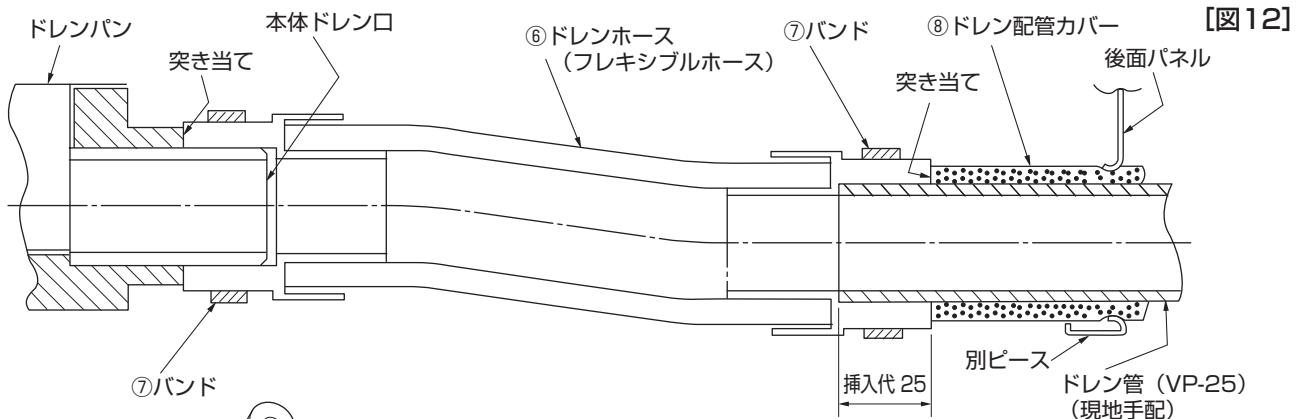 [図12]
ドレンパン
本体ドレン口
突き当て
⑥ドレンホース
(フレキシブルホース)
⑦バンド
⑧ドレン配管カバー
突き当て
後面パネル
⑦バンド
挿入代 25
別ピース
ドレン管(VP-25)
(現地手配)